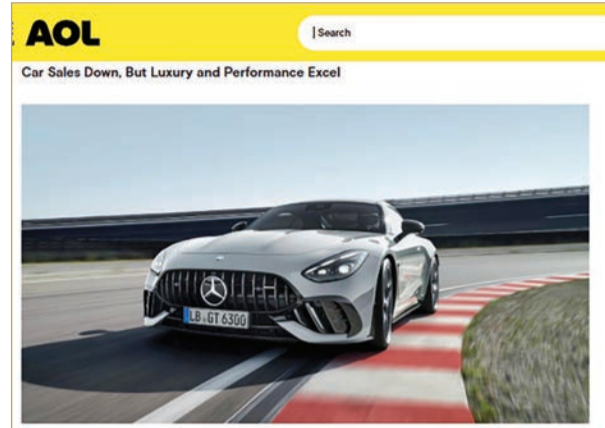 AOL
Search
Car Sales Down, But Luxury and Performance Excel
LB GT 6300